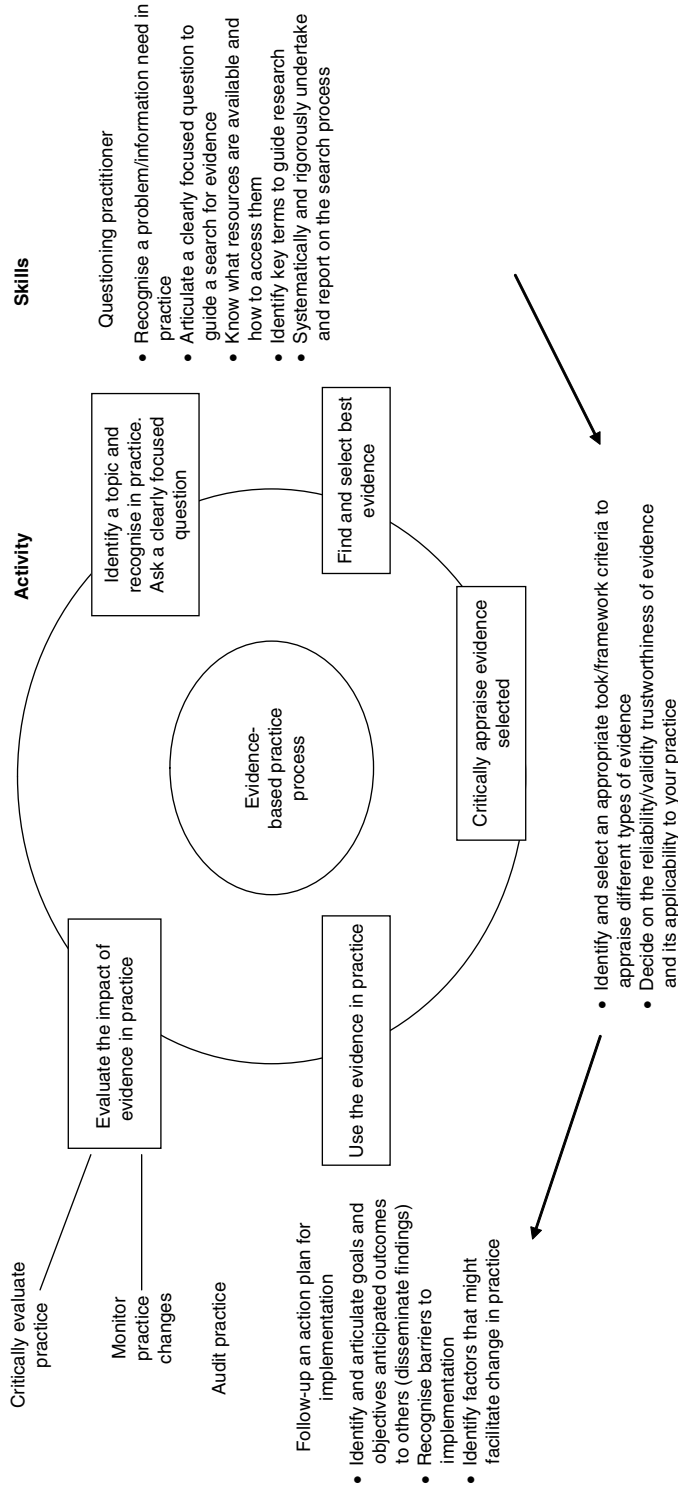 Activity
Skills
Identify a topic and
recognise in practice.
Ask a clearly focused
question
Questioning practitioner
• Recognise a problem/information need in
practice
• Articulate a clearly focused question to
guide a search for evidence
• Know what resources are available and
how to access them
• Identify key terms to guide research
• Systematically and rigorously undertake
and report on the search process
Find and select best
evidence
Evidence-
based practice
process
Critically appraise evidence
selected
• Identify and select an appropriate took/framework criteria to
appraise different types of evidence
• Decide on the reliability/validity trustworthiness of evidence
and its applicability to your practice
Use the evidence in practice
Follow-up an action plan for
implementation
• Identify and articulate goals and
objectives anticipated outcomes
to others (disseminate findings)
• Recognise barriers to
implementation
• Identify factors that might
facilitate change in practice
Evaluate the impact of
evidence in practice
Critically evaluate
practice
Monitor
practice
changes
Audit practice